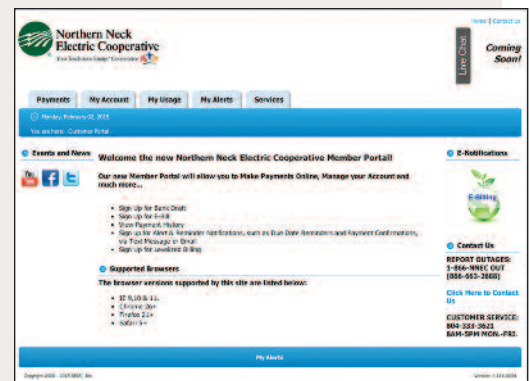 Home | Contact Us
Northern Neck
Electric Cooperative
Your Touchstone Energy Cooperative
Live Chat
Coming
Soon!
Payments
My Account
My Usage
My Alerts
Services
Monday, February 02, 2015
You are here: Customer Portal
Events and News
You
Welcome the new Northern Neck Electric Cooperative Member Portal!
Our new Member Portal will allow you to Make Payments Online, Manage your Account and
much more...
• Sign Up for Bank Draft
• Sign Up for E-Bill
• View Payment History
• Sign up for Alert & Reminder Notifications, such as Due Date Reminders and Payment Confirmations,
via Text Message or Email
• Sign Up for Levelized Billing
Supported Browsers
The browser versions supported by this site are listed below:
• IE 9,10 & 11.
• Chrome 26+
• Firefox 21+
• Safari 5+
E-Notifications
E-Billing
Contact Us
REPORT OUTAGES:
1-866-NNEC OUT
(866-663-2688)
Click Here to Contact
Us
CUSTOMER SERVICE:
804-333-3621
8AM-5PM MON.-FRI.
My Alerts